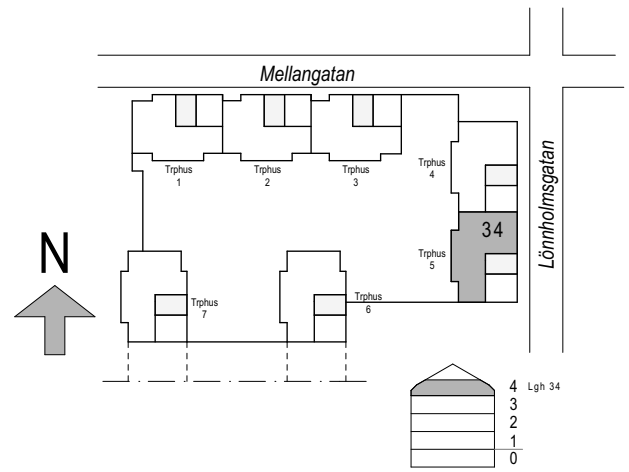 Mellangatan
Trphus
1
Trphus
2
Trphus
3
Trphus
4
34
Lönnholmsgatan
Trphus
5
N
Trphus
7
Trphus
6
4 Lgh 34
3
2
1
0